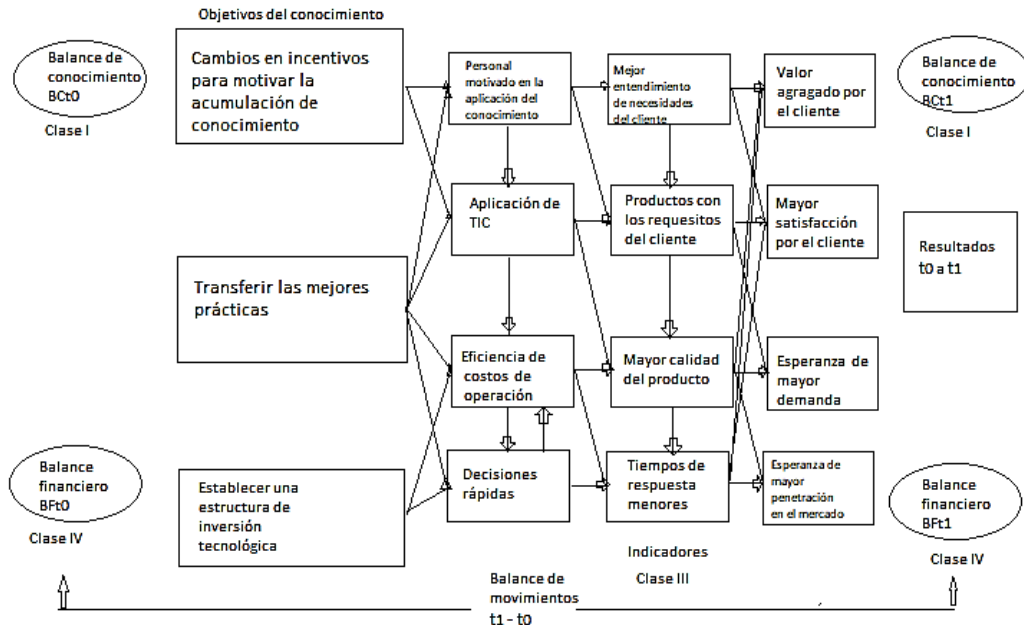 Objetivos del conocimiento
Balance de
conocimiento
BCt0
Clase I
Cambios en incentivos
para motivar la
acumulación de
conocimiento
Personal
motivado en la
aplicación del
conocimiento
Mejor
entendimiento
de necesidades
del cliente
Valor
agragado por
el cliente
Balance de
conocimiento
BCt1
Clase I
Aplicación de
TIC
Productos con
los requesitos
del cliente
Mayor
satisfacción
por el cliente
Resultados
t0 a t1
Transferir las mejores
prácticas
Eficiencia de
costos de
operación
Mayor calidad
del producto
Esperanza de
mayor
demanda
Balance
financiero
BFt0
Clase IV
Establecer una
estructura de
inversión
tecnológica
Decisiones
rápidas
Tiempos de
respuesta
menores
Esperanza de
mayor
penetración
en el mercado
Balance
financiero
BFt1
Clase IV
Indicadores
Clase III
Balance de
movimientos
t1 – t0